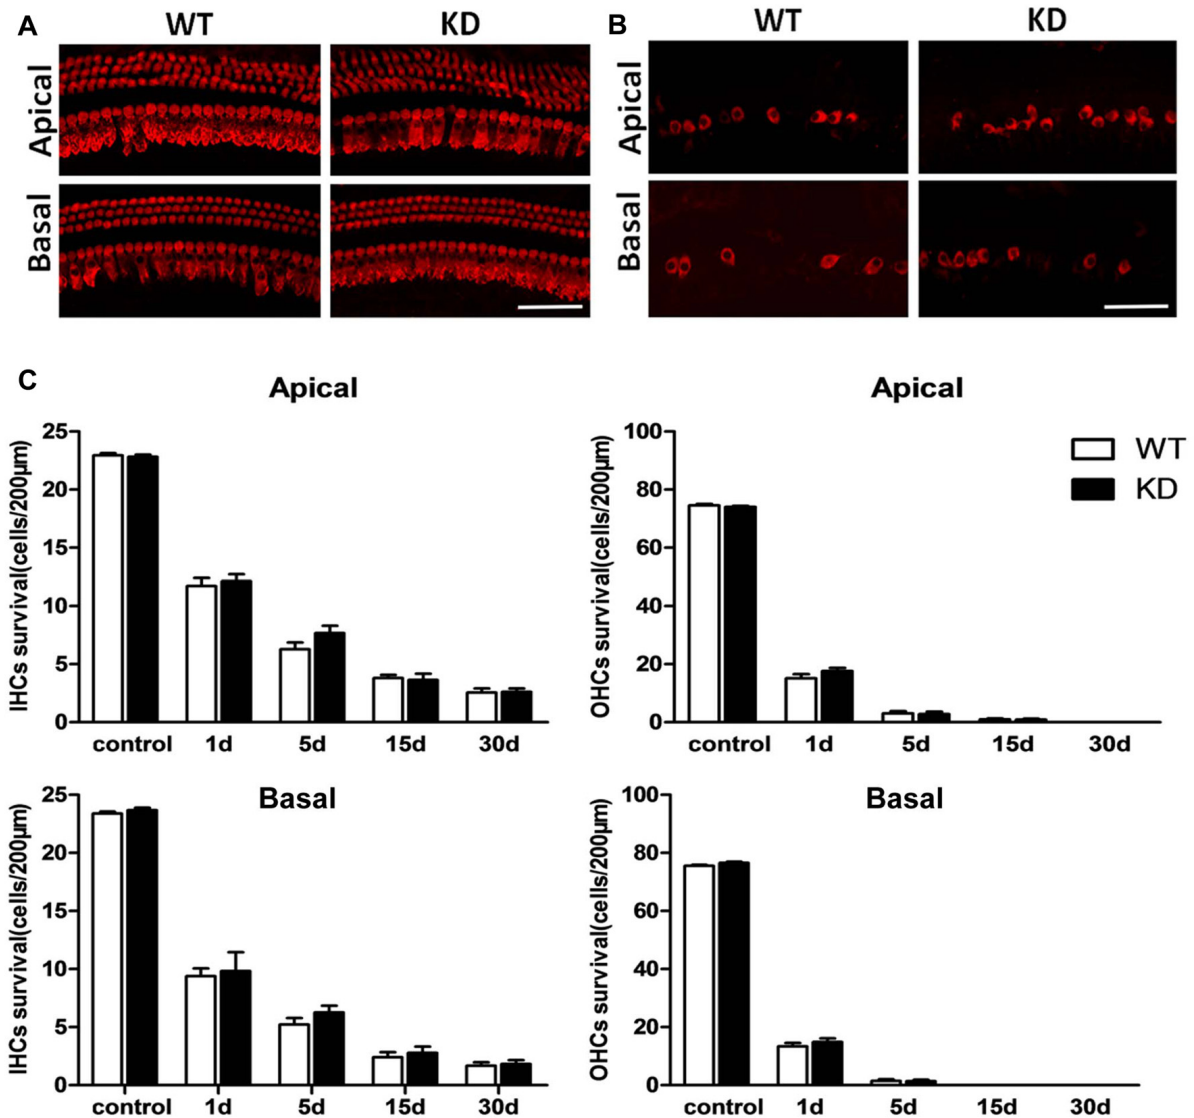 A WT KD B WT KD
Apical Apical
Basal Basal
C
Apical
IHCs survival(cells/200µm)
25
20
15
10
5
0
control 1d 5d 15d 30d
Apical
OHCs survival(cells/200µm)
100
80
60
40
20
0
control 1d 5d 15d 30d
WT
KD
Basal
IHCs survival(cells/200µm)
25
20
15
10
5
0
control 1d 5d 15d 30d
Basal
OHCs survival(cells/200µm)
100
80
60
40
20
0
control 1d 5d 15d 30d